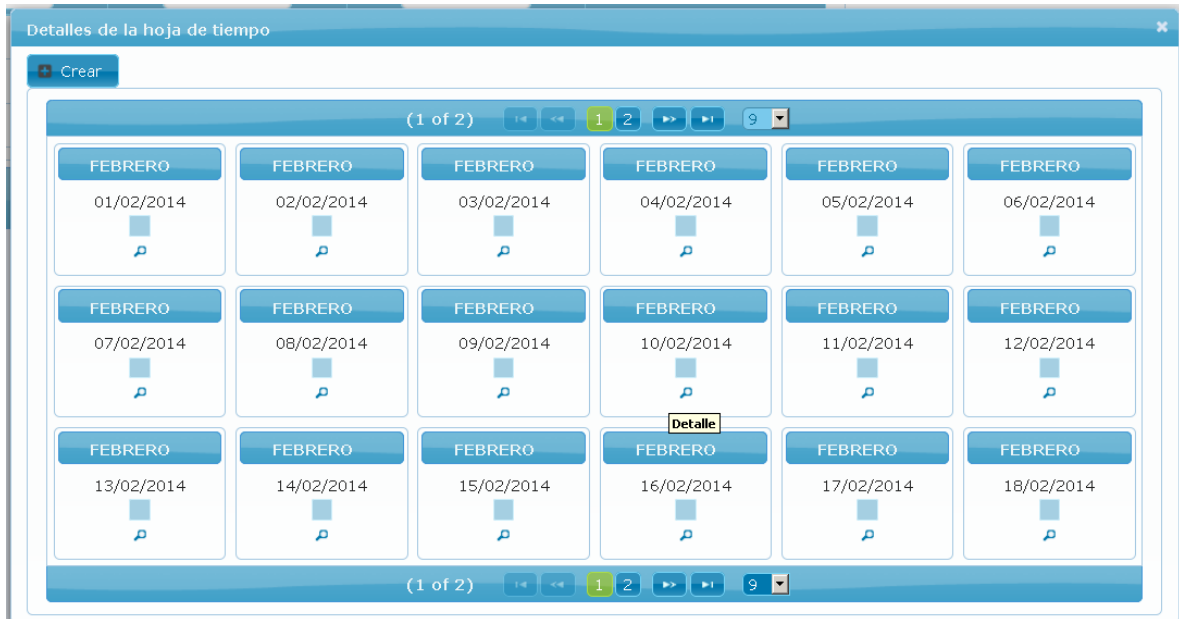 Detalles de la hoja de tiempo
Crear
(1 of 2) 1 2 9
FEBRERO FEBRERO FEBRERO FEBRERO FEBRERO FEBRERO
01/02/2014 02/02/2014 03/02/2014 04/02/2014 05/02/2014 06/02/2014
FEBRERO FEBRERO FEBRERO FEBRERO FEBRERO FEBRERO
07/02/2014 08/02/2014 09/02/2014 10/02/2014 11/02/2014 12/02/2014
Detalle
FEBRERO FEBRERO FEBRERO FEBRERO FEBRERO FEBRERO
13/02/2014 14/02/2014 15/02/2014 16/02/2014 17/02/2014 18/02/2014
(1 of 2) 1 2 9